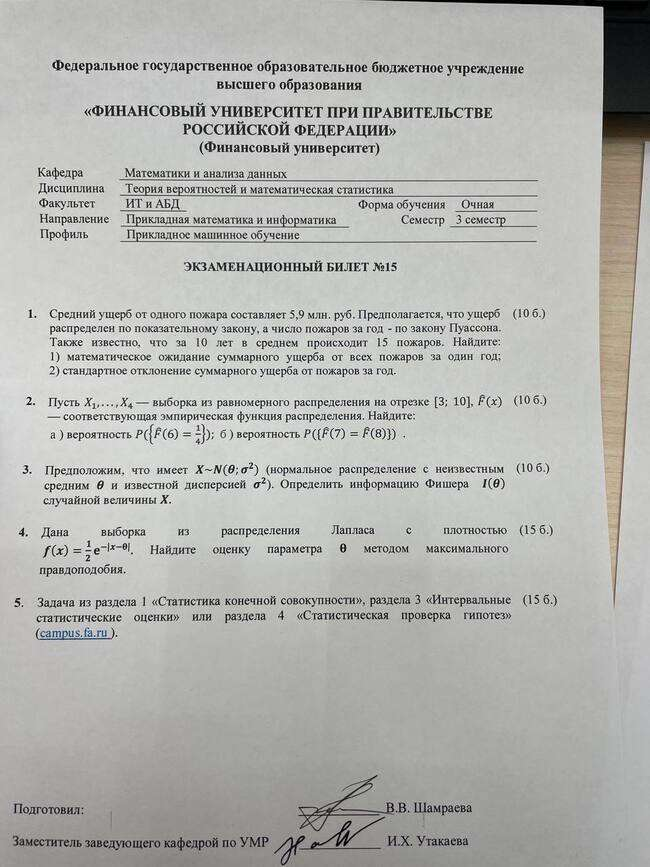 Федеральное государственное образовательное бюджетное учреждение
высшего образования
«ФИНАНСОВЫЙ УНИВЕРСИТЕТ ПРИ ПРАВИТЕЛЬСТВЕ
РОССИЙСКОЙ ФЕДЕРАЦИИ»
(Финансовый университет)
Кафедра Математики и анализа данных
Дисциплина Теория вероятностей и математическая статистика
Факультет ИТ и АБД Форма обучения Очная
Направление Прикладная математика и информатика Семестр 3 семестр
Профиль Прикладное машинное обучение
ЭКЗАМЕНАЦИОННЫЙ БИЛЕТ №15
1. Средний ущерб от одного пожара составляет 5,9 млн. руб. Предполагается, что ущерб (10 б.)
распределен по показательному закону, а число пожаров за год - по закону Пуассона.
Также известно, что за 10 лет в среднем происходит 15 пожаров. Найдите:
1) математическое ожидание суммарного ущерба от всех пожаров за один год;
2) стандартное отклонение суммарного ущерба от пожаров за год.
2. Пусть X₁,…,X₄ — выборка из равномерного распределения на отрезке [3; 10], F̂(x) (10 б.)
— соответствующая эмпирическая функция распределения. Найдите:
а ) вероятность P({F̂(6) = 1/4}); б ) вероятность P({F̂(7) = F̂(8)}) .
3. Предположим, что имеет X~N(θ; σ²) (нормальное распределение с неизвестным (10 б.)
средним θ и известной дисперсией σ²). Определить информацию Фишера I(θ)
случайной величины X.
4. Дана выборка из распределения Лапласа с плотностью (15 б.)
f(x) = 1/2 e^{-|x-θ|}. Найдите оценку параметра θ методом максимального
правдоподобия.
5. Задача из раздела 1 «Статистика конечной совокупности», раздела 3 «Интервальные (15 б.)
статистические оценки» или раздела 4 «Статистическая проверка гипотез»
(campus.fa.ru ).
Подготовил: В.В. Шамраева
Заместитель заведующего кафедрой по УМР И.Х. Утакаева